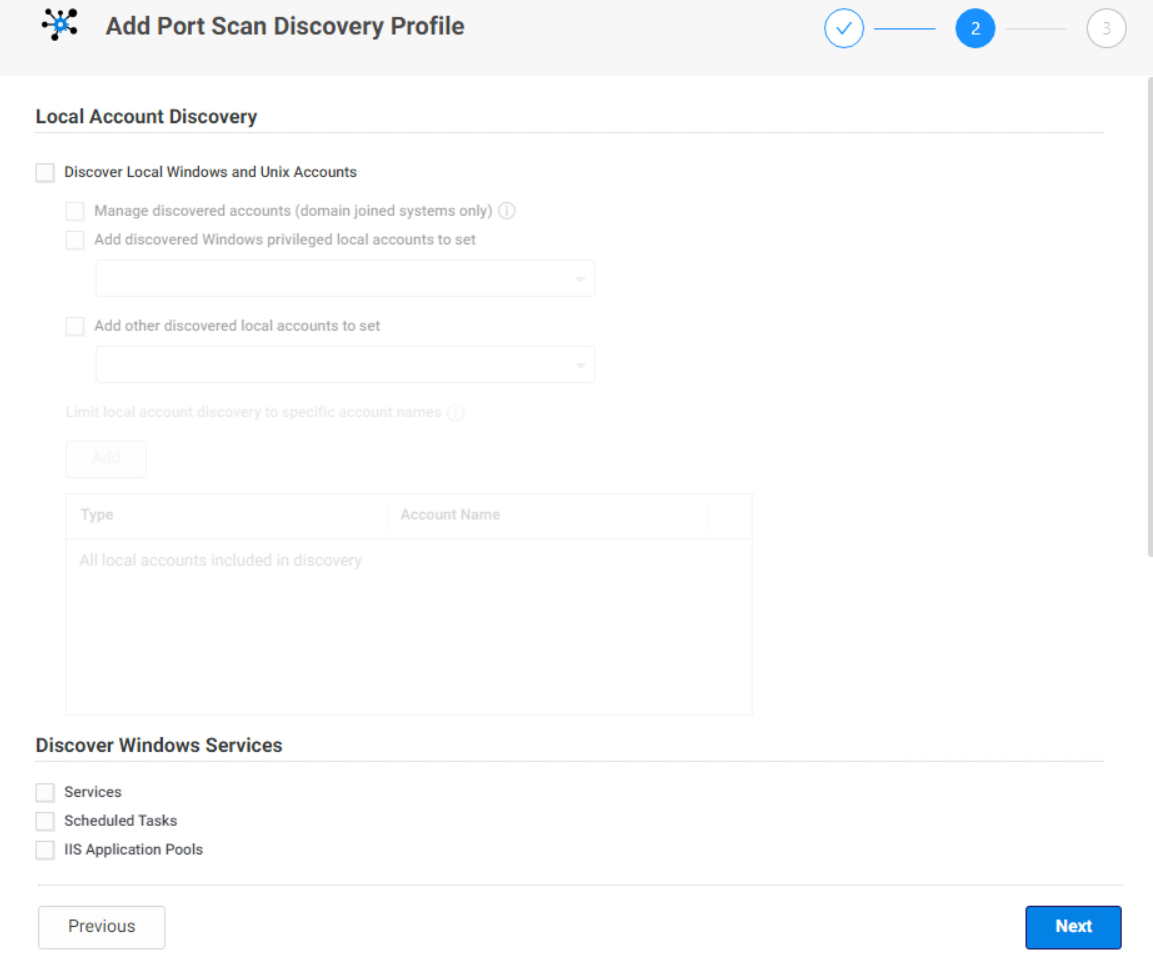 Add Port Scan Discovery Profile
2
3
Local Account Discovery
Discover Local Windows and Unix Accounts
Manage discovered accounts (domain joined systems only)
Add discovered Windows privileged local accounts to set
Add other discovered local accounts to set
Limit local account discovery to specific account names
Add
Type Account Name
All local accounts included in discovery
Discover Windows Services
Services
Scheduled Tasks
IIS Application Pools
Previous Next